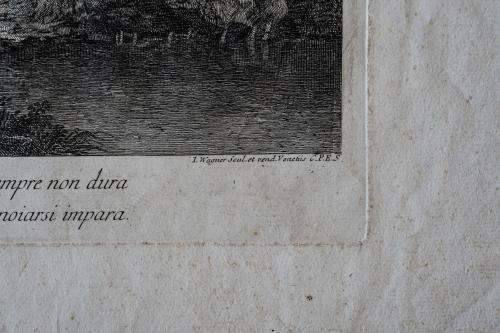 I. Wagner Scul. et vend. Venetiis C.P.E.S
mpre non dura
noiarsi impara.